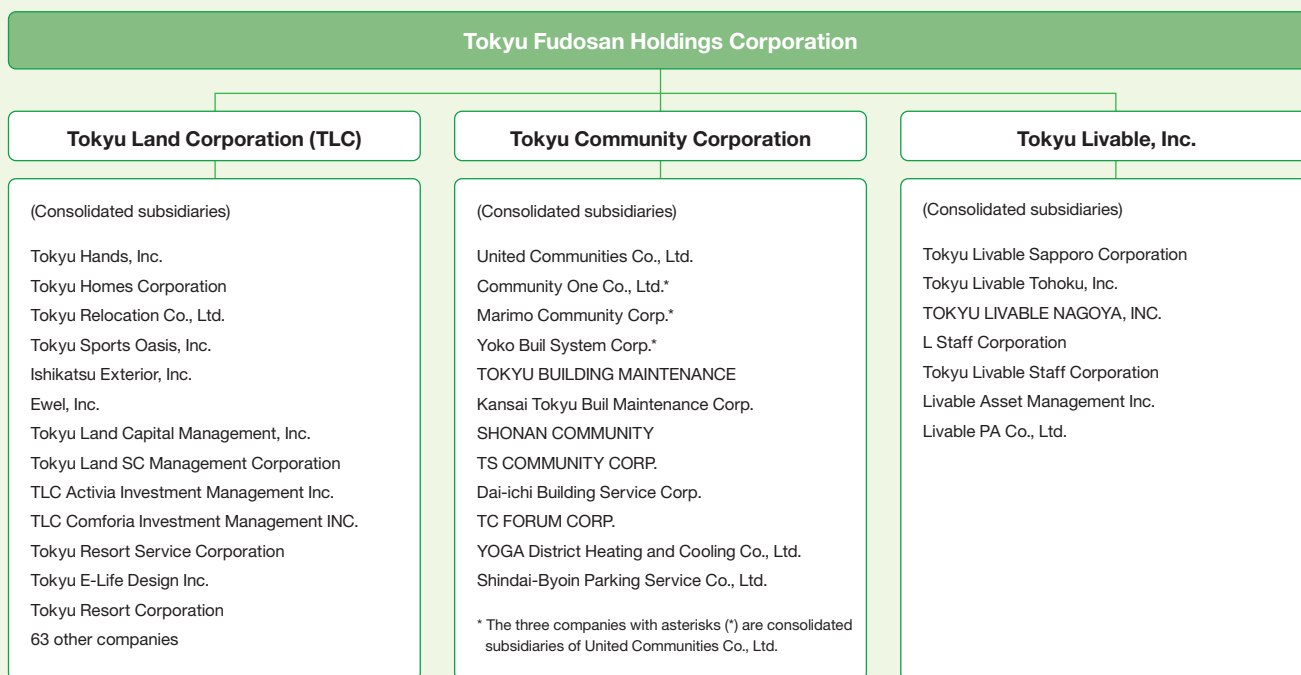 Tokyu Fudosan Holdings Corporation
Tokyu Land Corporation (TLC)
(Consolidated subsidiaries)
Tokyu Hands, Inc.
Tokyu Homes Corporation
Tokyu Relocation Co., Ltd.
Tokyu Sports Oasis, Inc.
Ishikatsu Exterior, Inc.
Ewel, Inc.
Tokyu Land Capital Management, Inc.
Tokyu Land SC Management Corporation
TLC Activia Investment Management Inc.
TLC Comforia Investment Management INC.
Tokyu Resort Service Corporation
Tokyu E-Life Design Inc.
Tokyu Resort Corporation
63 other companies
Tokyu Community Corporation
(Consolidated subsidiaries)
United Communities Co., Ltd.
Community One Co., Ltd.*
Marimo Community Corp.*
Yoko Buil System Corp.*
TOKYU BUILDING MAINTENANCE
Kansai Tokyu Buil Maintenance Corp.
SHONAN COMMUNITY
TS COMMUNITY CORP.
Dai-ichi Building Service Corp.
TC FORUM CORP.
YOGA District Heating and Cooling Co., Ltd.
Shindai-Byoin Parking Service Co., Ltd.
* The three companies with asterisks (*) are consolidated
subsidiaries of United Communities Co., Ltd.
Tokyu Livable, Inc.
(Consolidated subsidiaries)
Tokyu Livable Sapporo Corporation
Tokyu Livable Tohoku, Inc.
TOKYU LIVABLE NAGOYA, INC.
L Staff Corporation
Tokyu Livable Staff Corporation
Livable Asset Management Inc.
Livable PA Co., Ltd.